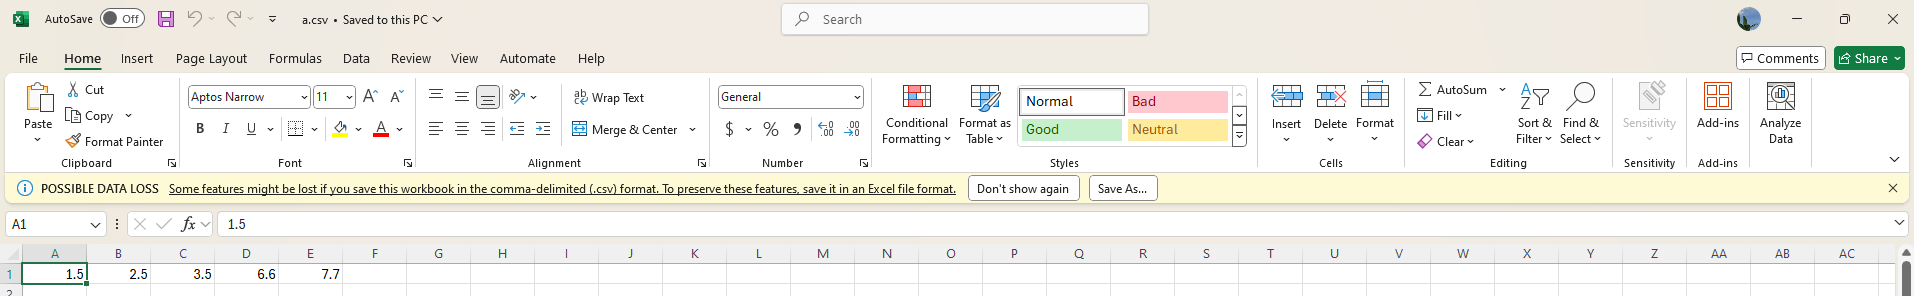 AutoSave Off a.csv • Saved to this PC Search
File Home Insert Page Layout Formulas Data Review View Automate Help Comments Share
Paste Cut Copy Format Painter Clipboard
Aptos Narrow 11 A A B I U A Font
ab Wrap Text Merge & Center Alignment
General $ % , .00 .00 Number
Conditional Formatting Format as Table Normal Bad Good Neutral Styles
Insert Delete Format Cells
AutoSum Fill Clear Sort & Filter Find & Select Editing
Sensitivity Sensitivity
Add-ins Add-ins
Analyze Data
POSSIBLE DATA LOSS Some features might be lost if you save this workbook in the comma-delimited (.csv) format. To preserve these features, save it in an Excel file format. Don't show again Save As...
A1 fx 1.5
A B C D E F G H I J K L M N O P Q R S T U V W X Y Z AA AB AC
1 1.5 2.5 3.5 6.6 7.7